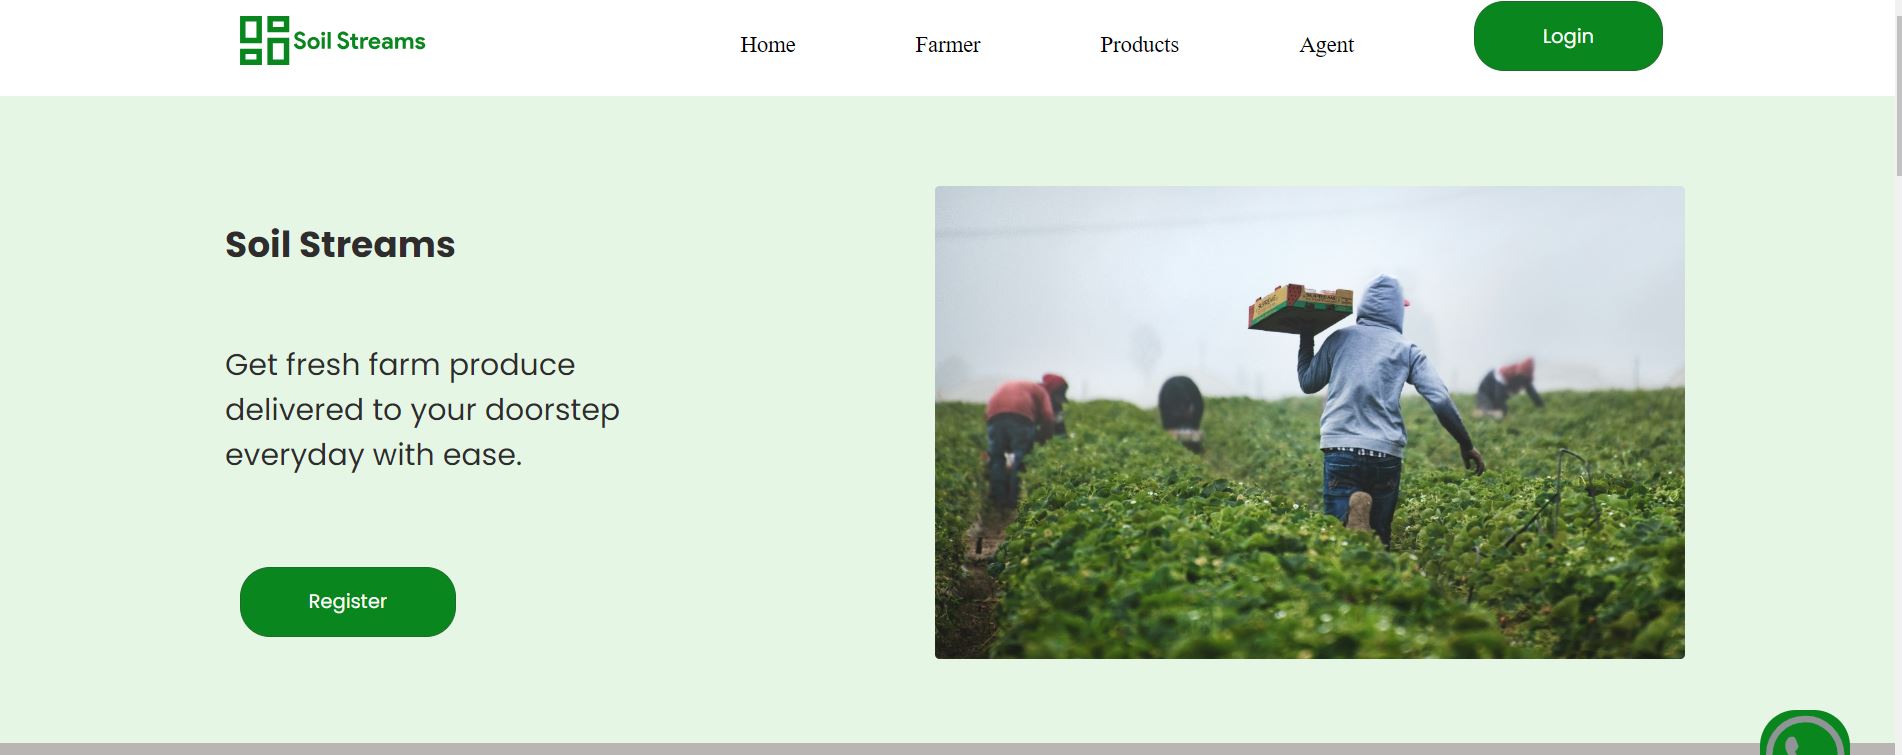 Soil Streams
Home
Farmer
Products
Agent
Login
Soil Streams
Get fresh farm produce
delivered to your doorstep
everyday with ease.
Register